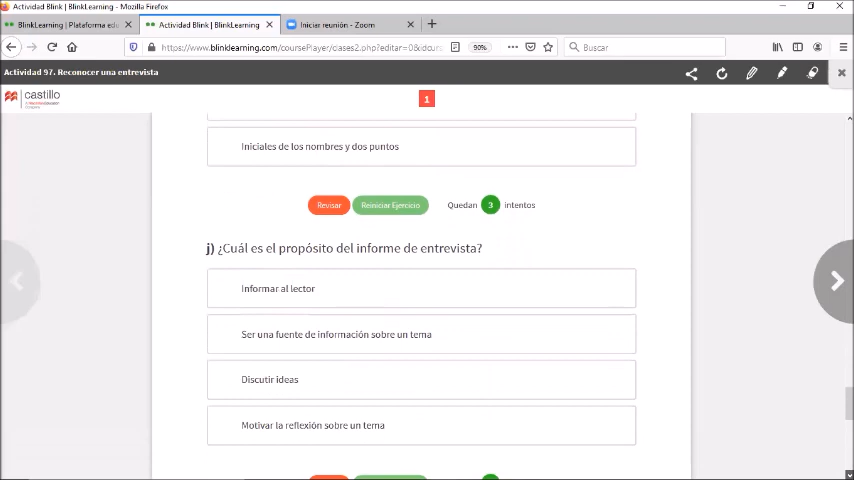 Actividad Blink | BlinkLearning - Mozilla Firefox
BlinkLearning | Plataforma edu
Actividad Blink | BlinkLearning
Iniciar reunión - Zoom
https://www.blinklearning.com/coursePlayer/clases2.php?editar=0&idcurs
90%
Buscar
Actividad 97. Reconocer una entrevista
castillo
1
Iniciales de los nombres y dos puntos
Revisar
Reiniciar Ejercicio
Quedan 3 intentos
j) ¿Cuál es el propósito del informe de entrevista?
Informar al lector
Ser una fuente de información sobre un tema
Discutir ideas
Motivar la reflexión sobre un tema